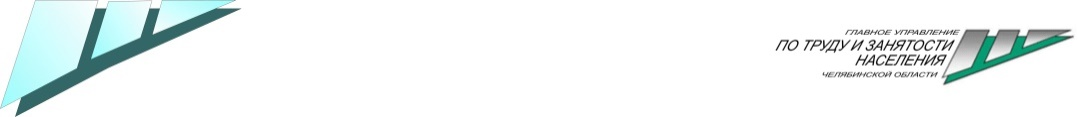 ГЛАВНОЕ УПРАВЛЕНИЕ
ПО ТРУДУ И ЗАНЯТОСТИ
НАСЕЛЕНИЯ
ЧЕЛЯБИНСКОЙ ОБЛАСТИ